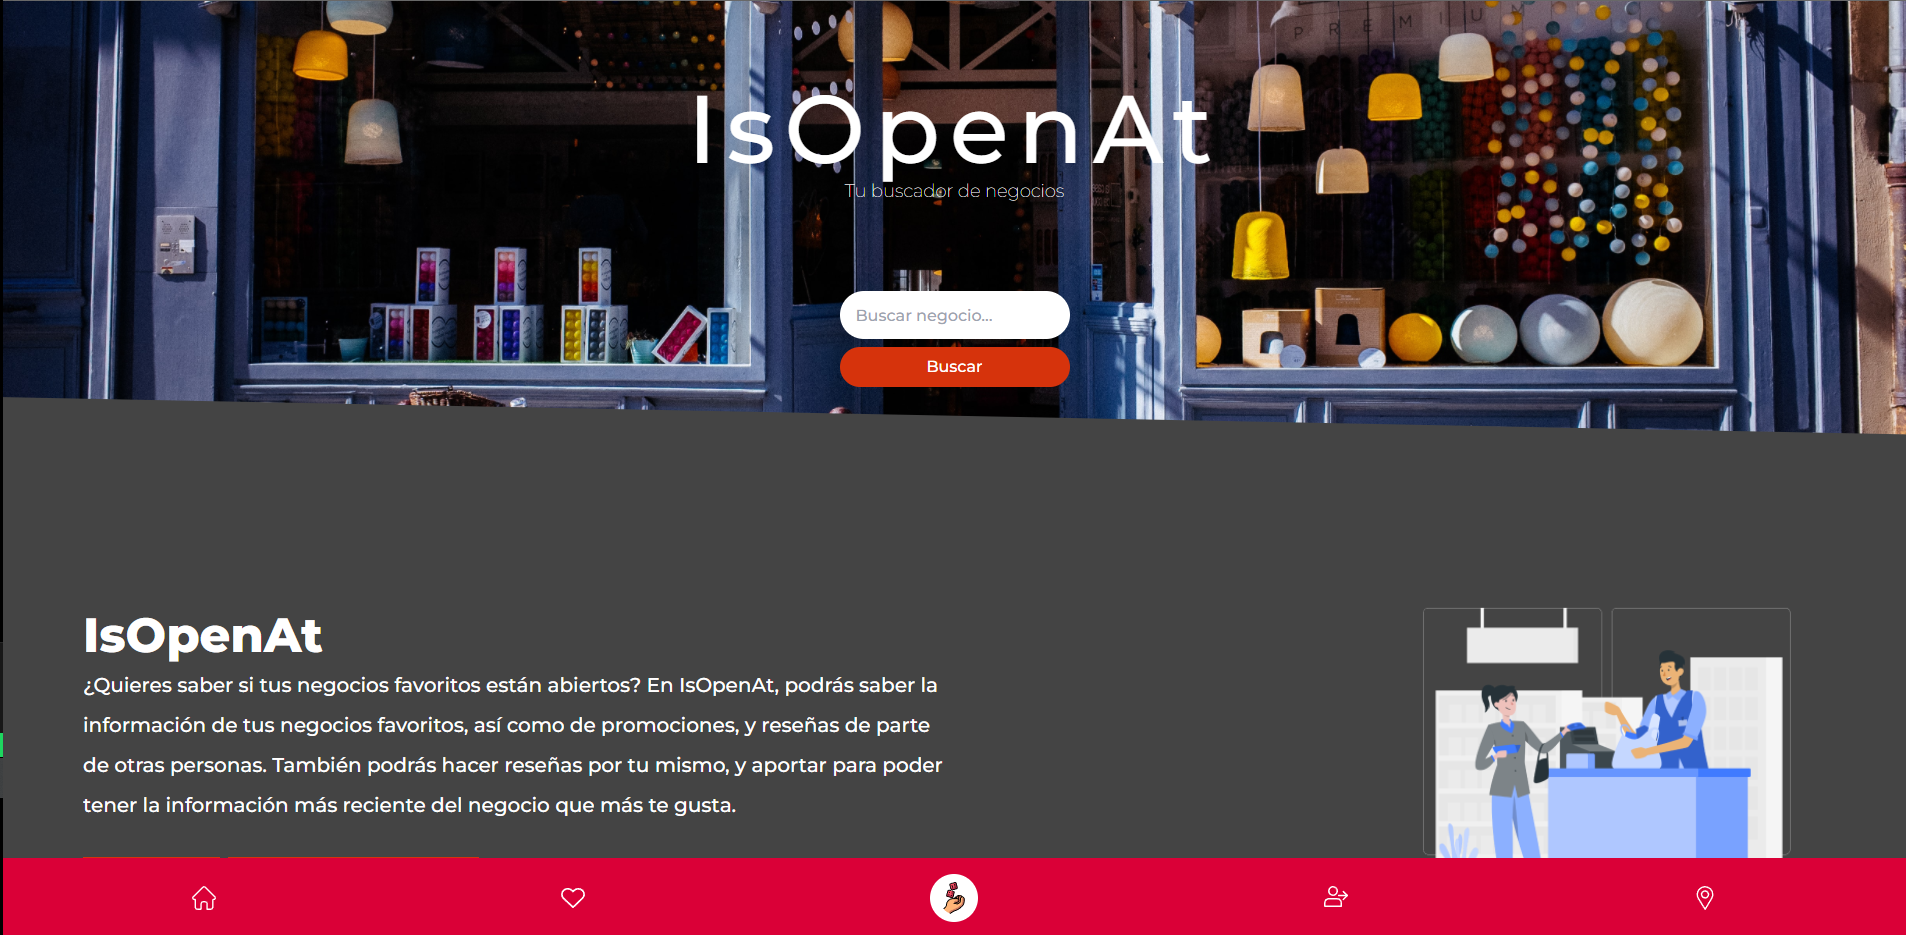 PREMIUM
IsOpenAt
Tu buscador de negocios
Buscar negocio...
Buscar
IsOpenAt
¿Quieres saber si tus negocios favoritos están abiertos? En IsOpenAt, podrás saber la
información de tus negocios favoritos, así como de promociones, y reseñas de parte
de otras personas. También podrás hacer reseñas por tu mismo, y aportar para poder
tener la información más reciente del negocio que más te gusta.